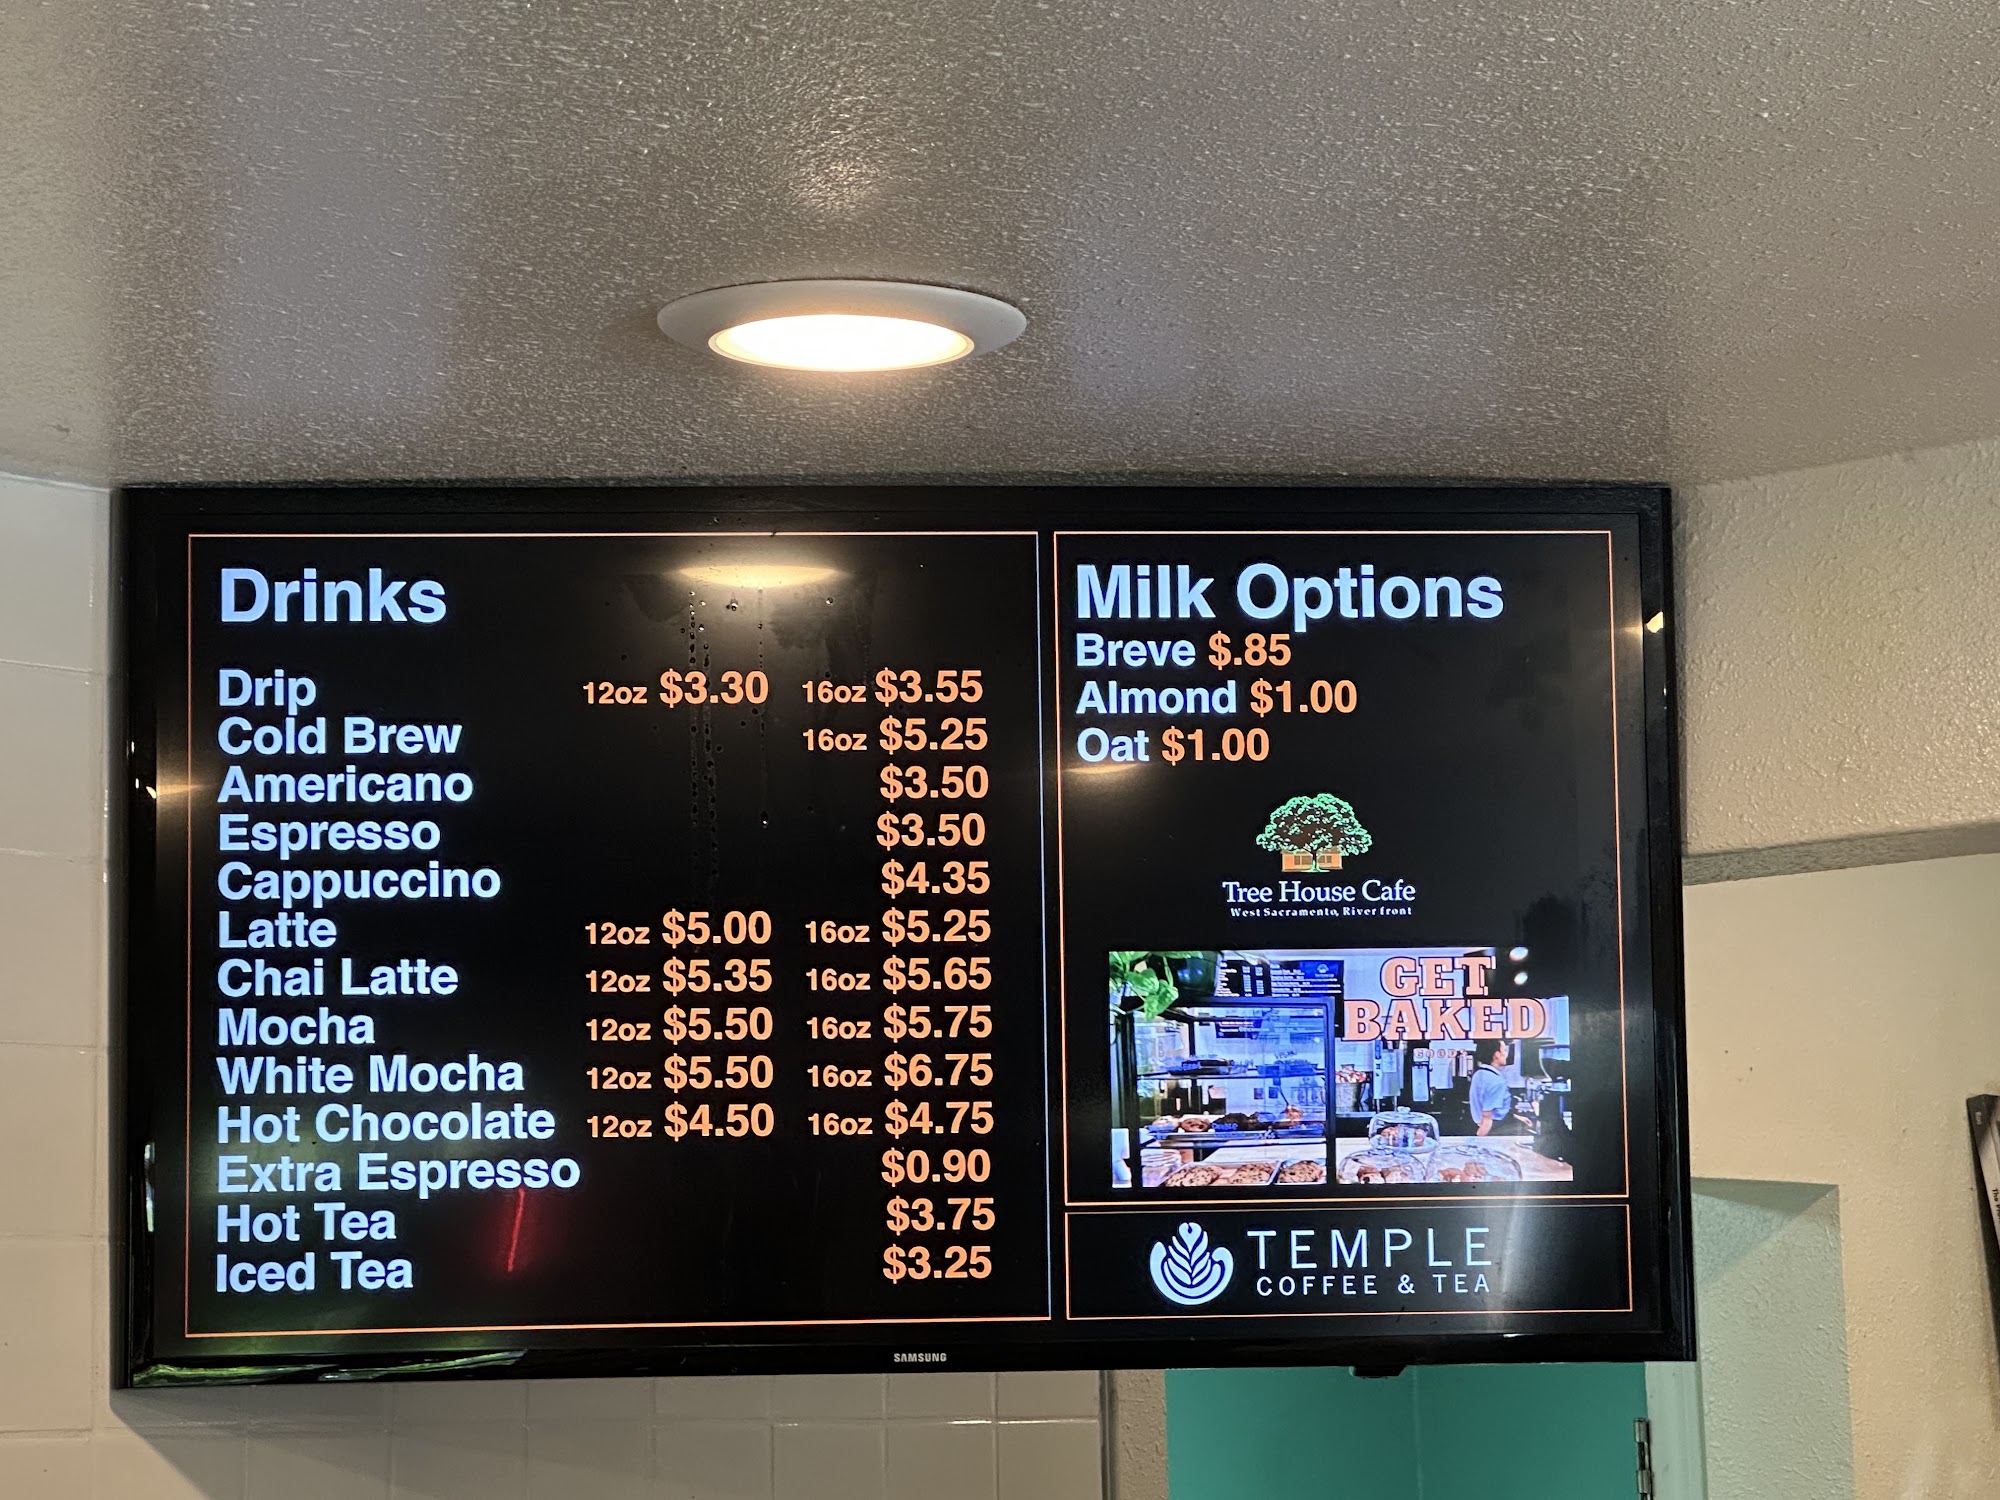 Drinks
Drip 12oz $3.30 16oz $3.55
Cold Brew 16oz $5.25
Americano $3.50
Espresso $3.50
Cappuccino $4.35
Latte 12oz $5.00 16oz $5.25
Chai Latte 12oz $5.35 16oz $5.65
Mocha 12oz $5.50 16oz $5.75
White Mocha 12oz $5.50 16oz $6.75
Hot Chocolate 12oz $4.50 16oz $4.75
Extra Espresso $0.90
Hot Tea $3.75
Iced Tea $3.25
Milk Options
Breve $.85
Almond $1.00
Oat $1.00
Tree House Cafe
West Sacramento, River front
GET
BAKED
GOODS
TEMPLE
COFFEE & TEA
SAMSUNG